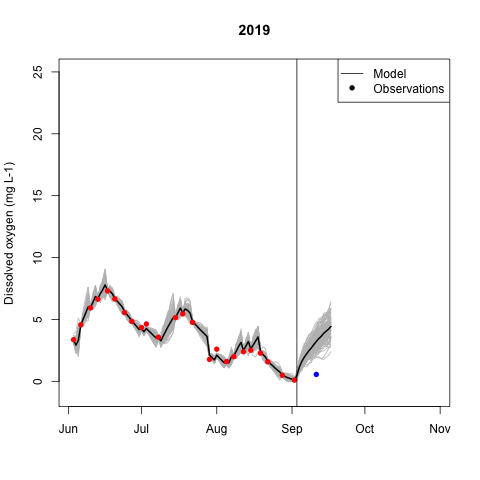 2019
Model
Observations
Dissolved oxygen (mg L-1)
25
20
15
10
5
0
Jun Jul Aug Sep Oct Nov